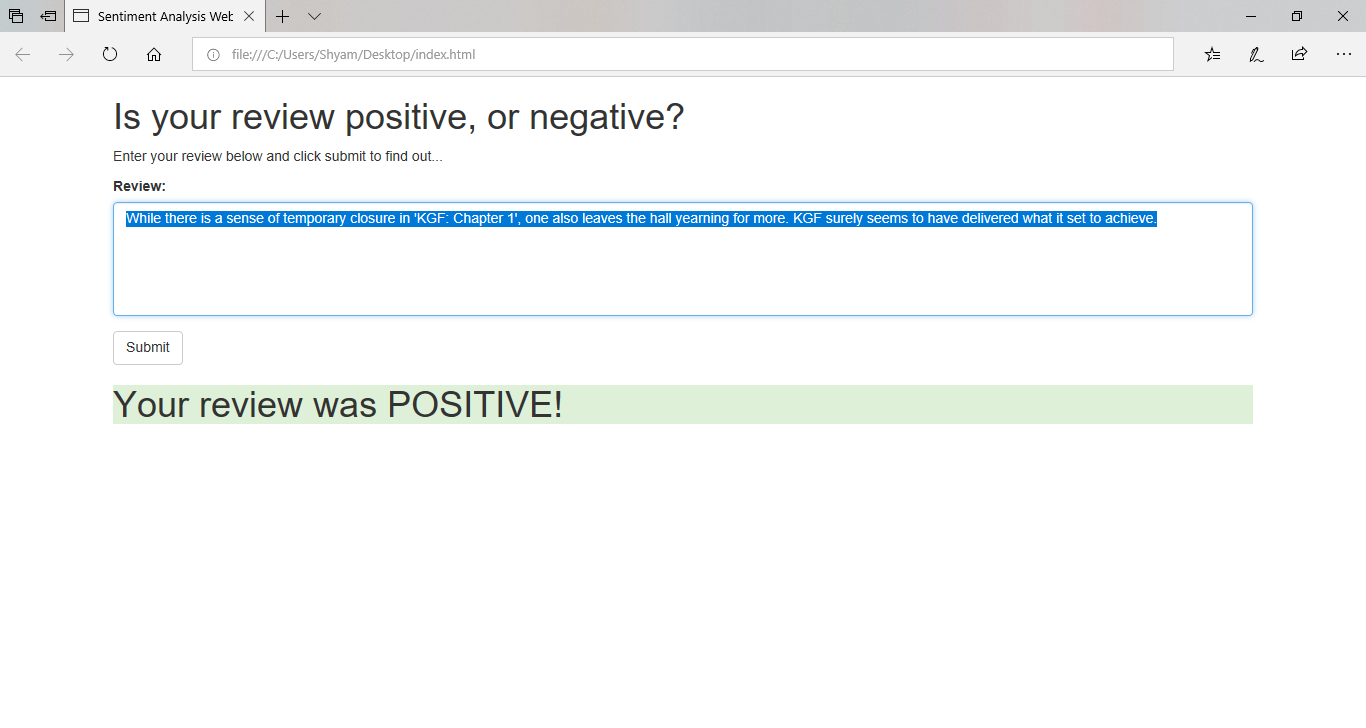 Sentiment Analysis Wet
file:///C:/Users/Shyam/Desktop/index.html
Is your review positive, or negative?
Enter your review below and click submit to find out...
Review:
While there is a sense of temporary closure in 'KGF: Chapter 1', one also leaves the hall yearning for more. KGF surely seems to have delivered what it set to achieve.
Submit
Your review was POSITIVE!